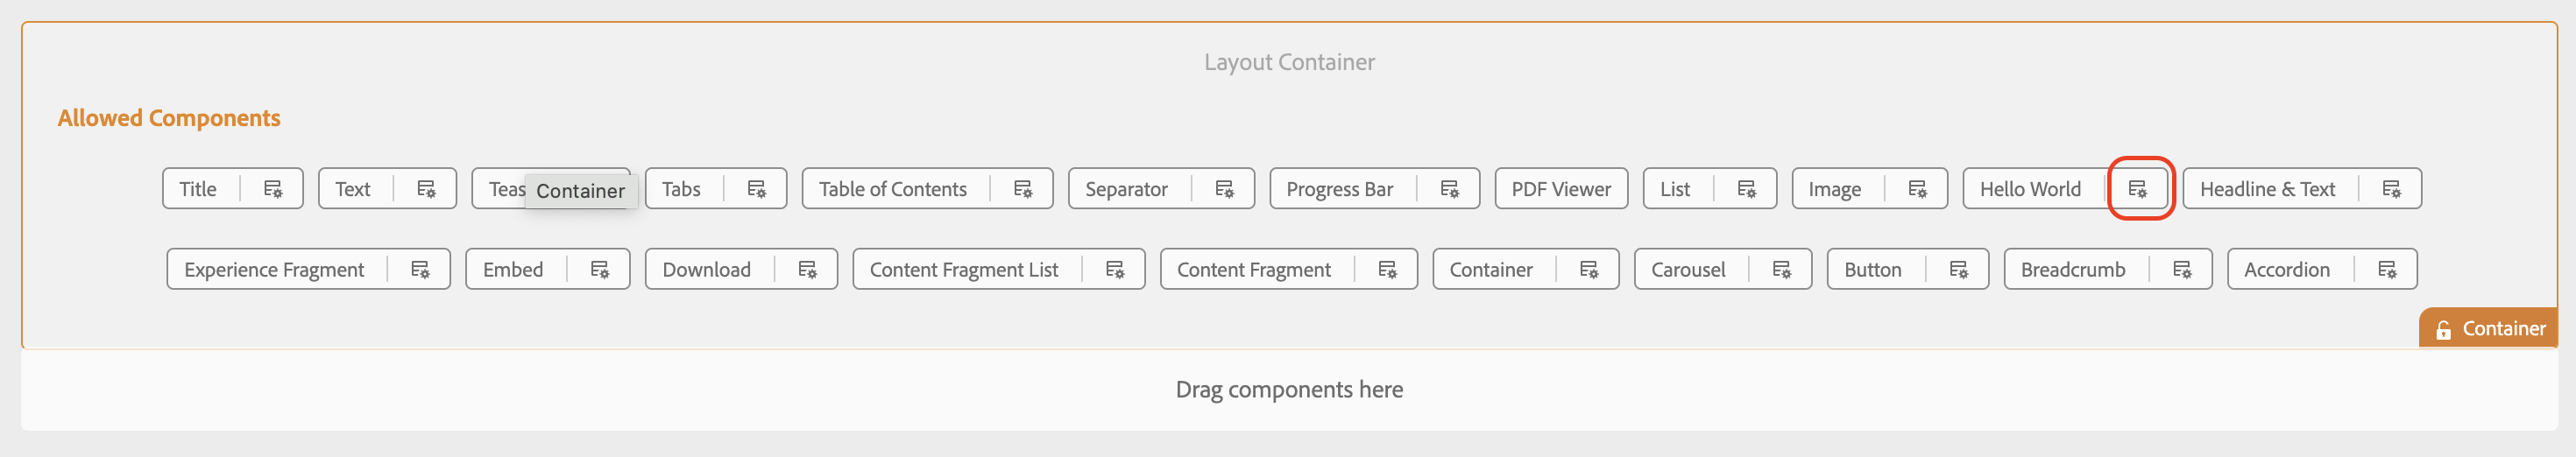 Layout Container
Allowed Components
Title Text Teas Container Tabs Table of Contents Separator Progress Bar PDF Viewer List Image Hello World Headline & Text
Experience Fragment Embed Download Content Fragment List Content Fragment Container Carousel Button Breadcrumb Accordion
Container
Drag components here